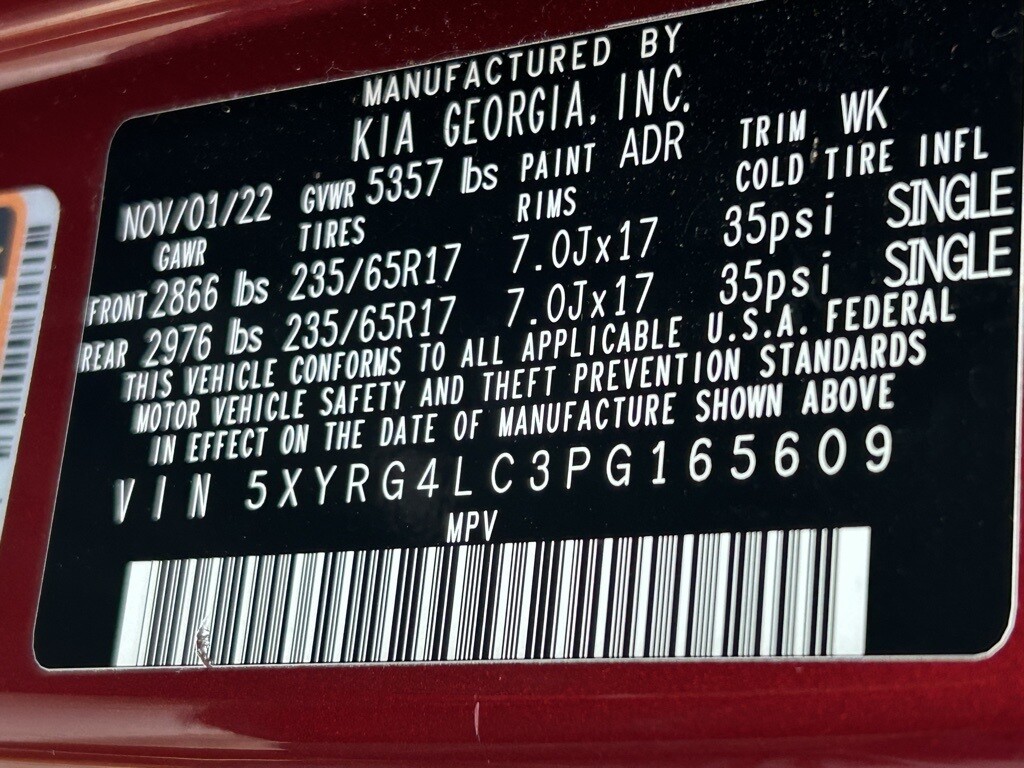 MANUFACTURED BY
KIA GEORGIA, INC.
NOV/01/22 GVWR 5357 lbs PAINT ADR TRIM WK
GAWR TIRES RIMS COLD TIRE INFL
FRONT 2866 lbs 235/65R17 7.0Jx17 35psi SINGLE
REAR 2976 lbs 235/65R17 7.0Jx17 35psi SINGLE
THIS VEHICLE CONFORMS TO ALL APPLICABLE U.S.A. FEDERAL
MOTOR VEHICLE SAFETY AND THEFT PREVENTION STANDARDS
IN EFFECT ON THE DATE OF MANUFACTURE SHOWN ABOVE
VIN 5XYRG4LC3PG165609
MPV